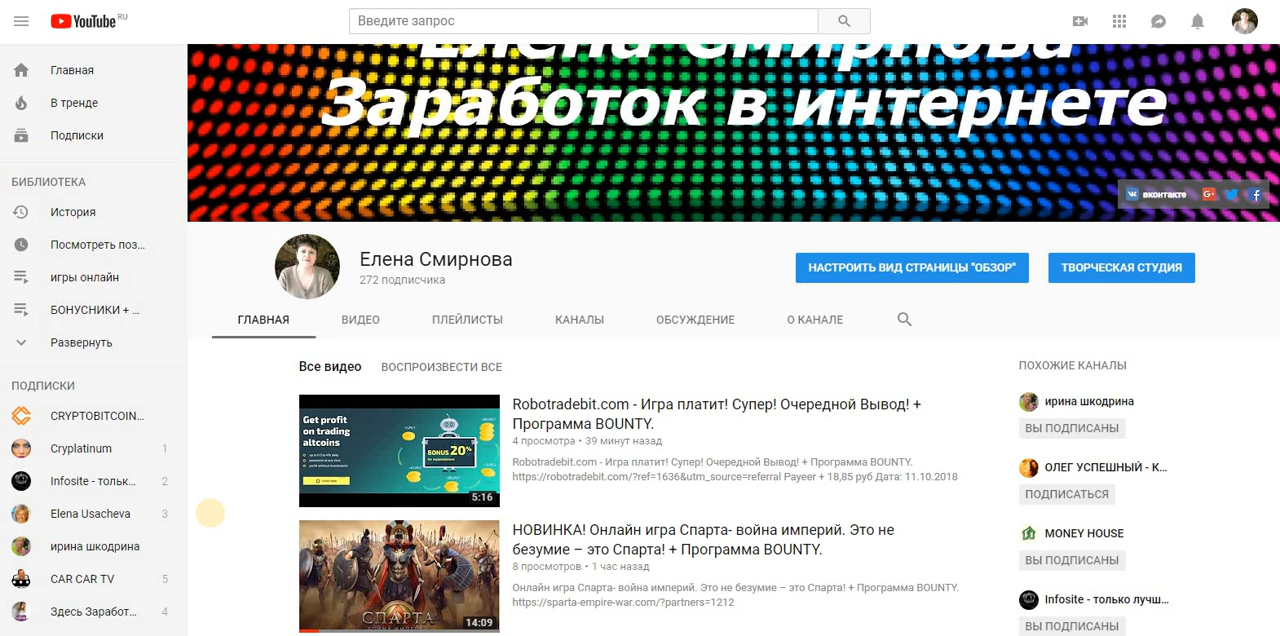 YouTube RU
Введите запрос
Елена Смирнова
Заработок в интернете
вконтакте
Главная
В тренде
Подписки
БИБЛИОТЕКА
История
Посмотреть поз...
игры онлайн
БОНУСНИКИ + ...
Развернуть
ПОДПИСКИ
CRYPTOBITCOIN...
Cryplatinum 1
Infosite - тольк... 2
Elena Usacheva 3
ирина шкодрина
CAR CAR TV 5
Здесь Заработ... 4
Елена Смирнова
272 подписчика
НАСТРОИТЬ ВИД СТРАНИЦЫ "ОБЗОР"
ТВОРЧЕСКАЯ СТУДИЯ
ГЛАВНАЯ ВИДЕО ПЛЕЙЛИСТЫ КАНАЛЫ ОБСУЖДЕНИЕ О КАНАЛЕ
Все видео ВОСПРОИЗВЕСТИ ВСЕ
Get profit
on trading
altcoins
BONUS 20%
5:16
Robotradebit.com - Игра платит! Супер! Очередной Вывод! +
Программа BOUNTY.
4 просмотра • 39 минут назад
Robotradebit.com - Игра платит! Супер! Очередной Вывод! + Программа BOUNTY.
https://robotradebit.com/?ref=1636&utm_source=referral Payeer + 18,85 руб Дата: 11.10.2018
СПАРТА
14:09
НОВИНКА! Онлайн игра Спарта- война империй. Это не
безумие – это Спарта! + Программа BOUNTY.
8 просмотров • 1 час назад
Онлайн игра Спарта- война империй. Это не безумие – это Спарта! + Программа BOUNTY.
https://sparta-empire-war.com/?partners=1212
ПОХОЖИЕ КАНАЛЫ
ирина шкодрина
ВЫ ПОДПИСАНЫ
ОЛЕГ УСПЕШНЫЙ - К...
ПОДПИСАТЬСЯ
MONEY HOUSE
ВЫ ПОДПИСАНЫ
Infosite - только лучш...
ВЫ ПОДПИСАНЫ